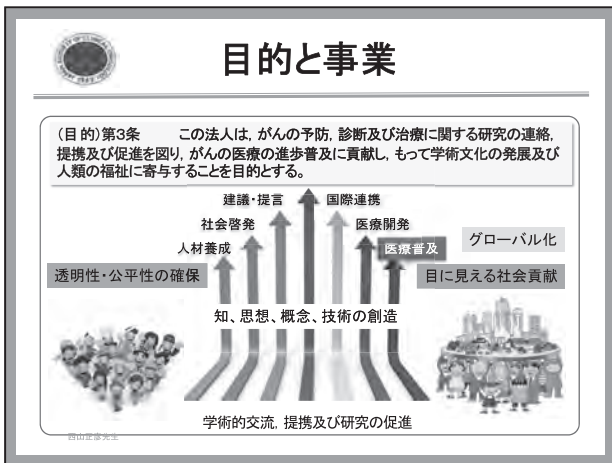 目的と事業
(目的)第3条　　この法人は，がんの予防，診断及び治療に関する研究の連絡，
提携及び促進を図り，がんの医療の進歩普及に貢献し，もって学術文化の発展及び
人類の福祉に寄与することを目的とする。
建議・提言　国際連携
社会啓発　医療開発
人材養成　医療普及
グローバル化
透明性・公平性の確保　目に見える社会貢献
知、思想、概念、技術の創造
学術的交流，提携及び研究の促進
西山正彦先生